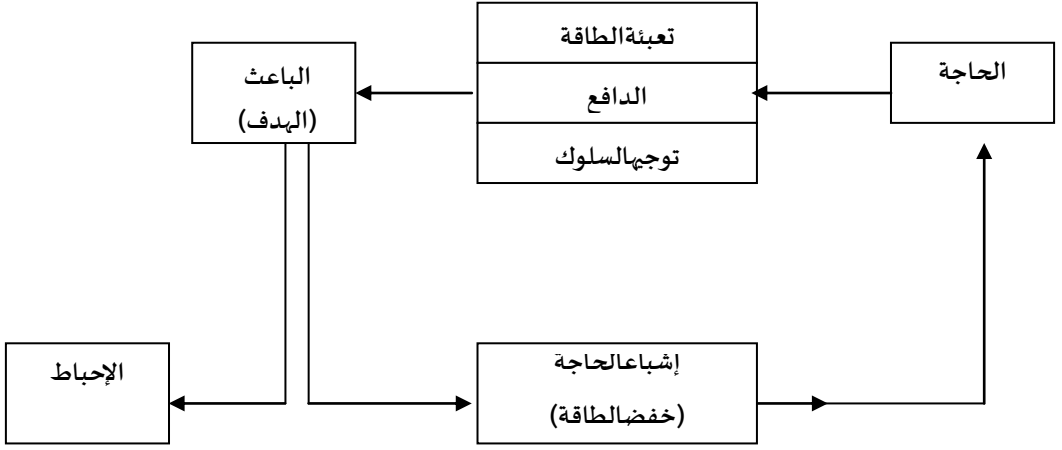 الحاجة
تعبئةالطاقة
الدافع
توجيهالسلوك
الباعث
(الهدف)
إشباعالحاجة
(خفضالطاقة)
الإحباط